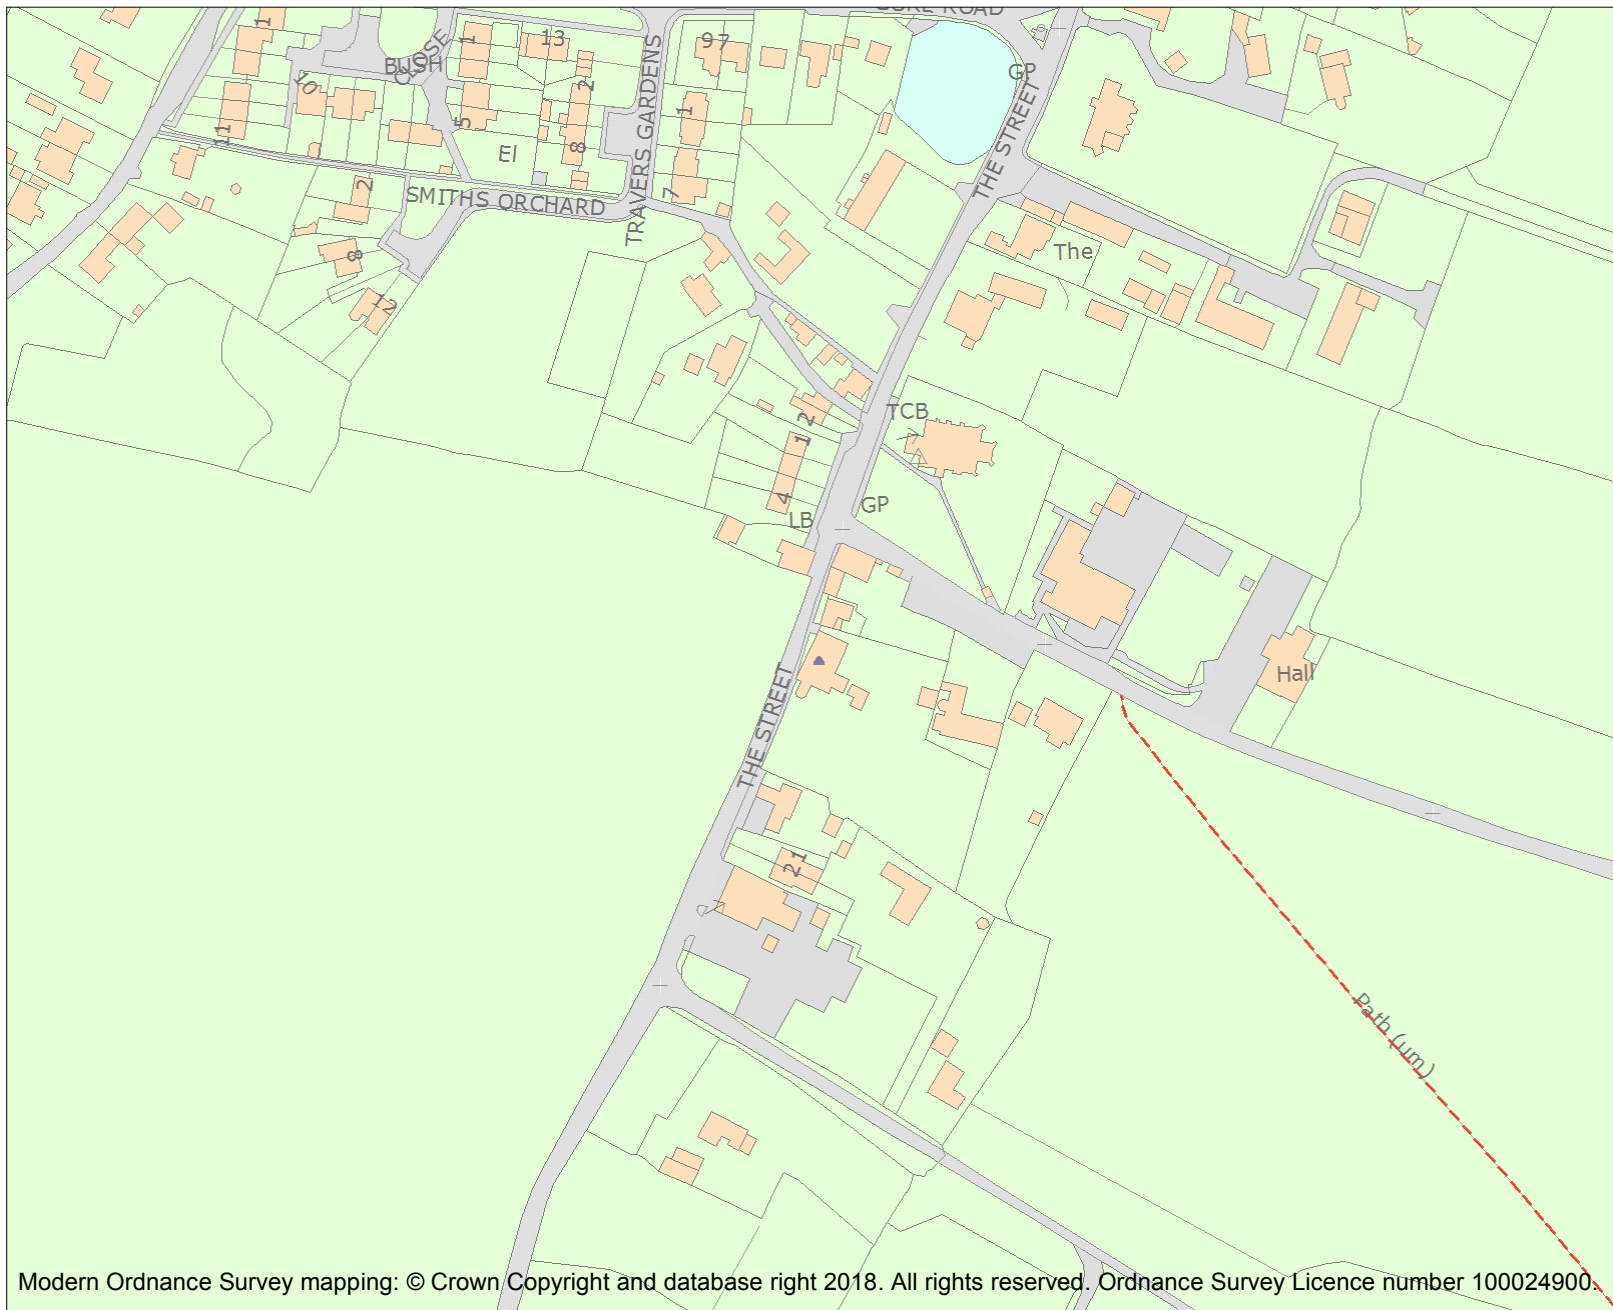 GORE ROAD
1
1
13
97
CLOSE
BUSH
GP
10
2
1
11
5
El
8
TRAVERS GARDENS
THE STREET
2
7
SMITHS ORCHARD
8
The
12
TCB
2
1
4
GP
LB
Hall
THE STREET
21
Path (um)
Modern Ordnance Survey mapping: © Crown Copyright and database right 2018. All rights reserved. Ordnance Survey Licence number 100024900.